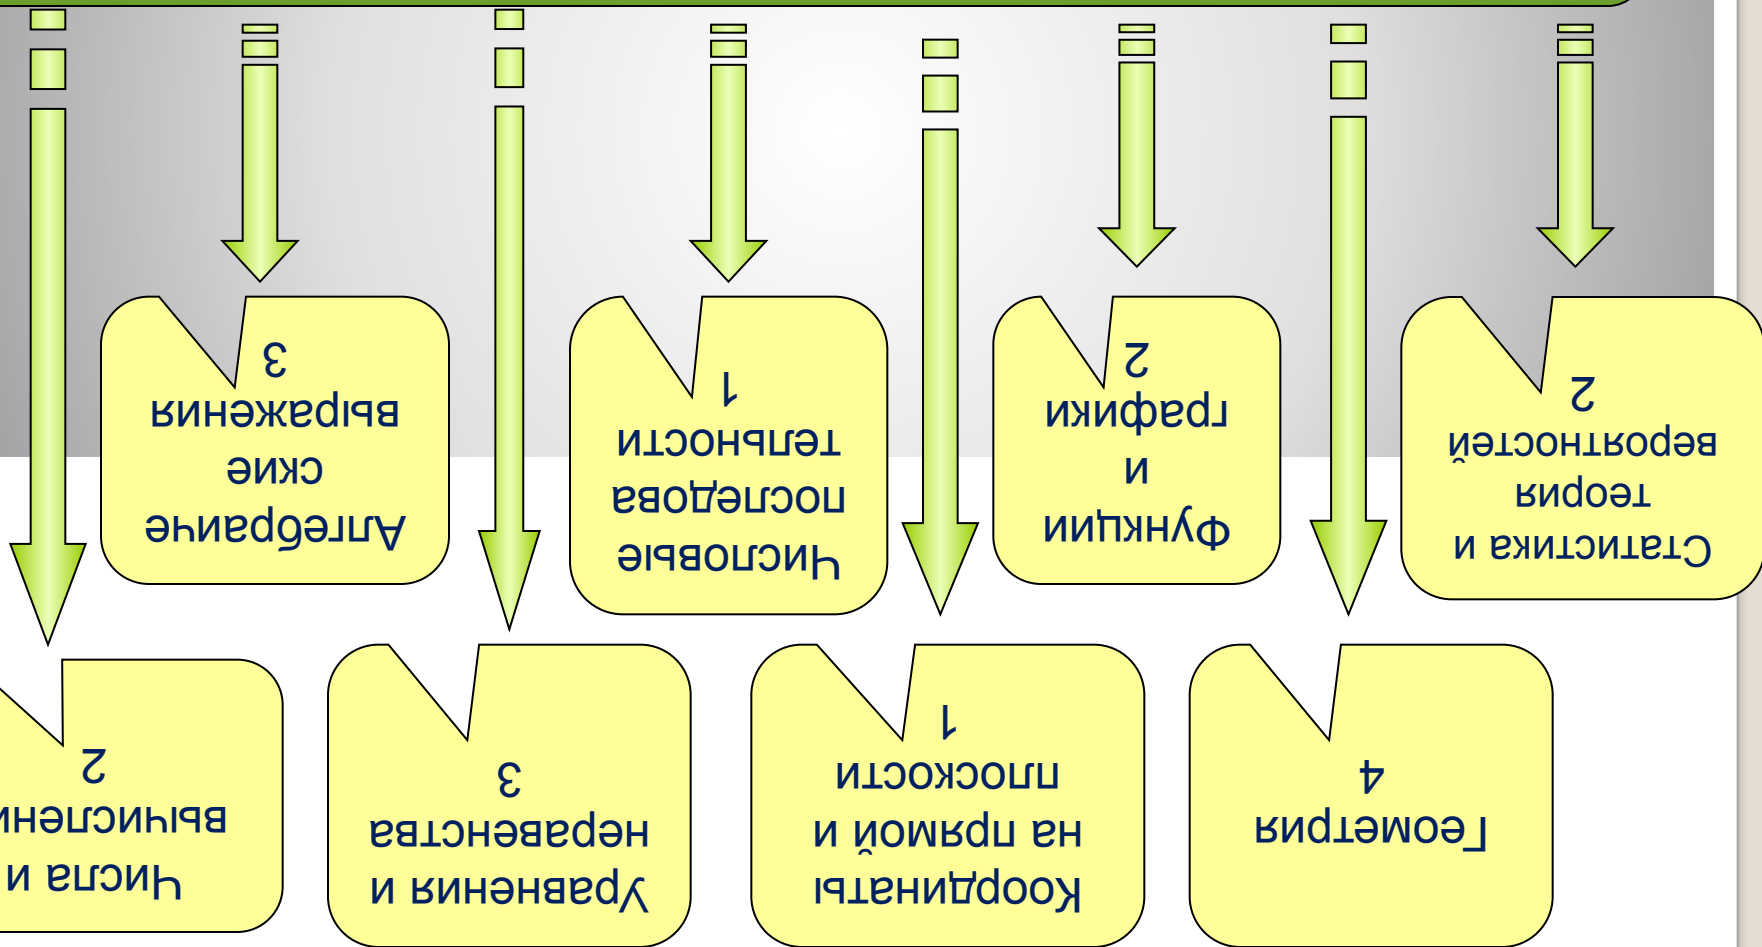 Алгебраиче
ские
выражения
3
Числовые
последова
тельности
1
Функции
и
графики
2
Статистика и
теория
вероятностей
2
Числа и
2
Уравнения и
неравенства
3
Координаты
на прямой и
плоскости
1
Геометрия
4